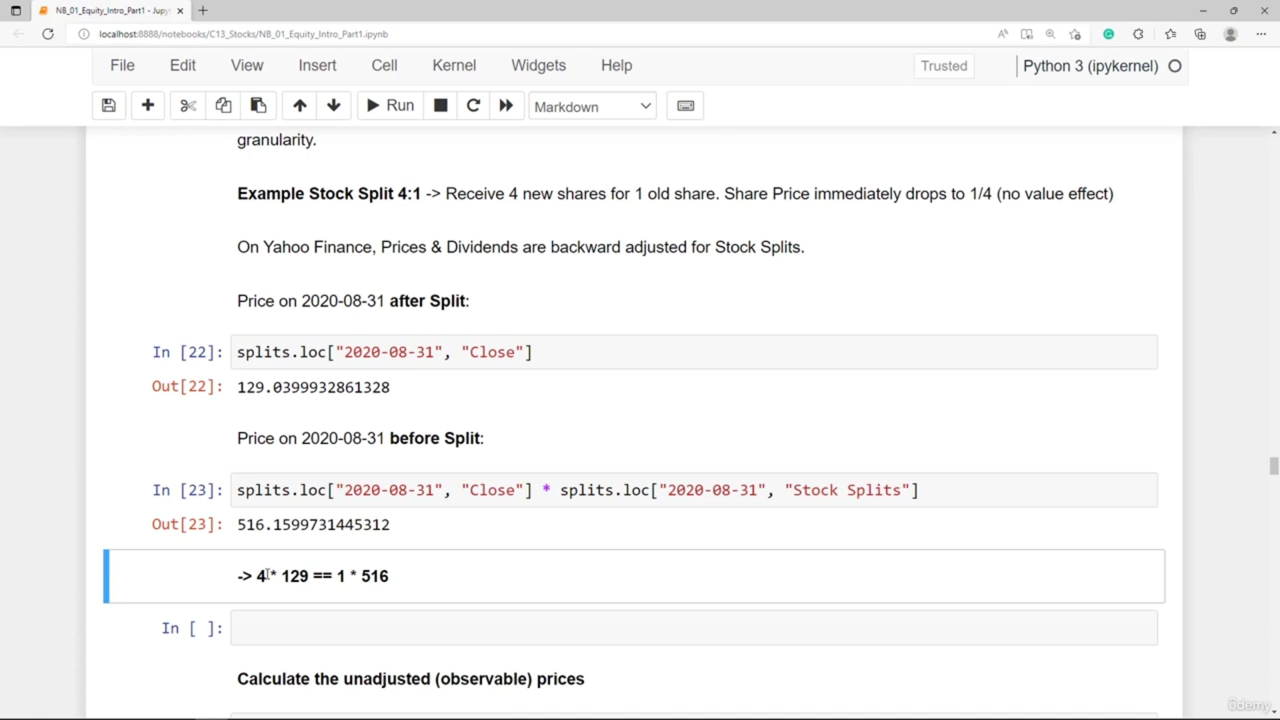 NB_01_Equity_Intro_Part1 - Jupy
localhost:8888/notebooks/C13_Stocks/NB_01_Equity_Intro_Part1.ipynb
File Edit View Insert Cell Kernel Widgets Help Trusted Python 3 (ipykernel)
Run Markdown
granularity.
Example Stock Split 4:1 -> Receive 4 new shares for 1 old share. Share Price immediately drops to 1/4 (no value effect)
On Yahoo Finance, Prices & Dividends are backward adjusted for Stock Splits.
Price on 2020-08-31 after Split:
In [22]: splits.loc["2020-08-31", "Close"]
Out[22]: 129.0399932861328
Price on 2020-08-31 before Split:
In [23]: splits.loc["2020-08-31", "Close"] * splits.loc["2020-08-31", "Stock Splits"]
Out[23]: 516.1599731445312
-> 4 * 129 == 1 * 516
In [ ]:
Calculate the unadjusted (observable) prices
ûdemy